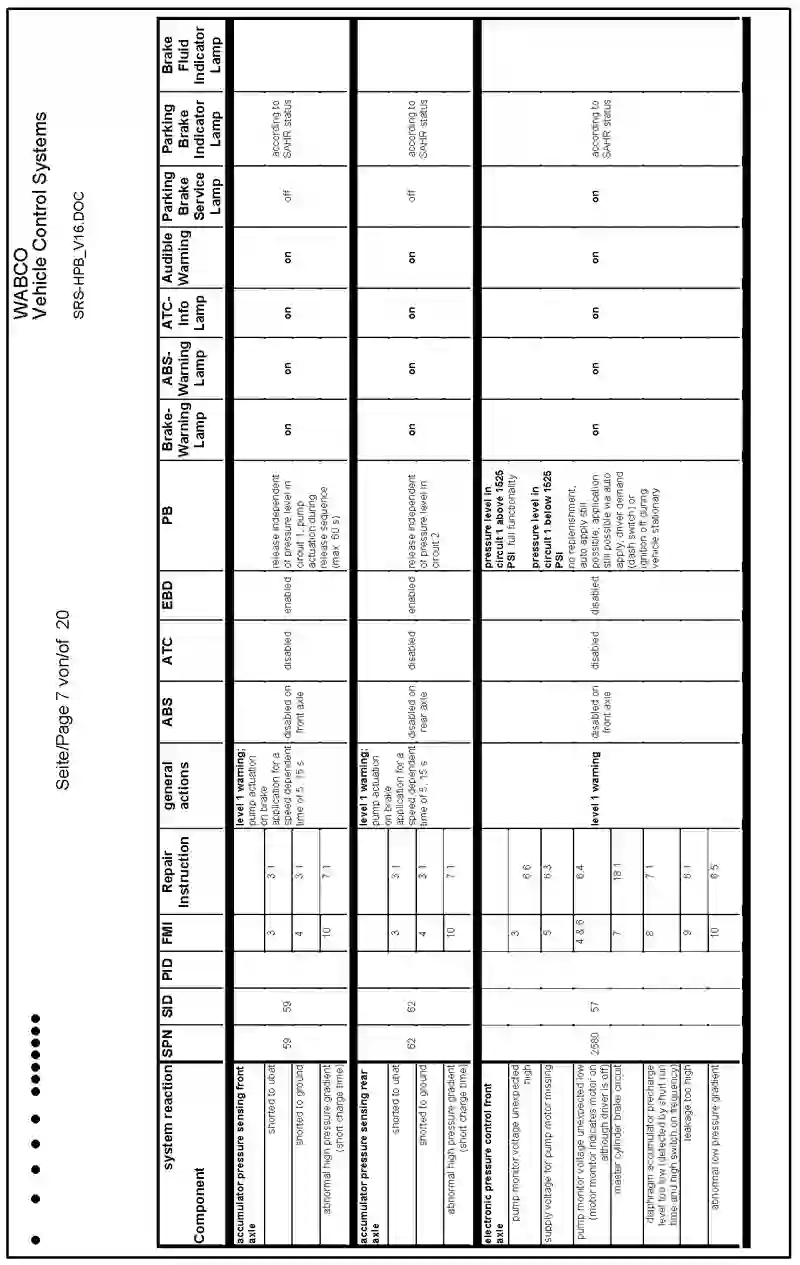 WABCO
Vehicle Control Systems
SRS-HPB_V16.DOC
Seite/Page 7 von/of 20
system reaction
Component
SPN
SID
PID
FMI
Repair
Instruction
general
actions
ABS
ATC
EBD
PB
Brake-
Warning
Lamp
ABS-
Warning
Lamp
ATC-
Info
Lamp
Audible
Warning
Parking
Brake
Service
Lamp
Parking
Brake
Indicator
Lamp
Brake
Fluid
Indicator
Lamp
accumulator pressure sensing front
axle
shorted to ubat
3
3.1
shorted to ground
4
3.1
abnormal high pressure gradient
(short charge time)
10
7.1
59
59
level 1 warning;
pump actuation
on brake
application for a
speed dependent
time of 5..15 s
disabled on
front axle
disabled
enabled
release independent
of pressure level in
circuit 1, pump
actuation during
release sequence
(max. 60 s)
on
on
on
on
off
according to
SAHR status
accumulator pressure sensing rear
axle
shorted to ubat
3
3.1
shorted to ground
4
3.1
abnormal high pressure gradient
(short charge time)
10
7.1
62
62
level 1 warning;
pump actuation
on brake
application for a
speed dependent
time of 5..15 s
disabled on
rear axle
disabled
enabled
release independent
of pressure level in
circuit 2
on
on
on
on
off
according to
SAHR status
electronic pressure control front
axle
pump monitor voltage unexpected
high
3
6.6
supply voltage for pump motor missing
5
6.3
pump monitor voltage unexpected low
(motor monitor indicates motor on
although driver is off)
4 & 6
6.4
master cylinder brake circuit
7
18.1
diaphragm accumulator precharge
level too low (detected by short run
time and high switch on frequency)
8
7.1
leakage too high
9
6.1
abnormal low pressure gradient
10
6.5
2580
57
level 1 warning
disabled on
front axle
disabled
disabled
pressure level in
circuit 1 above 1525
PSI: full functionality
pressure level in
circuit 1 below 1525
PSI
no replenishment,
auto apply still
possible, application
still possible via auto
apply, driver demand
(dash switch) or
ignition off during
vehicle stationary
on
on
according to
SAHR status